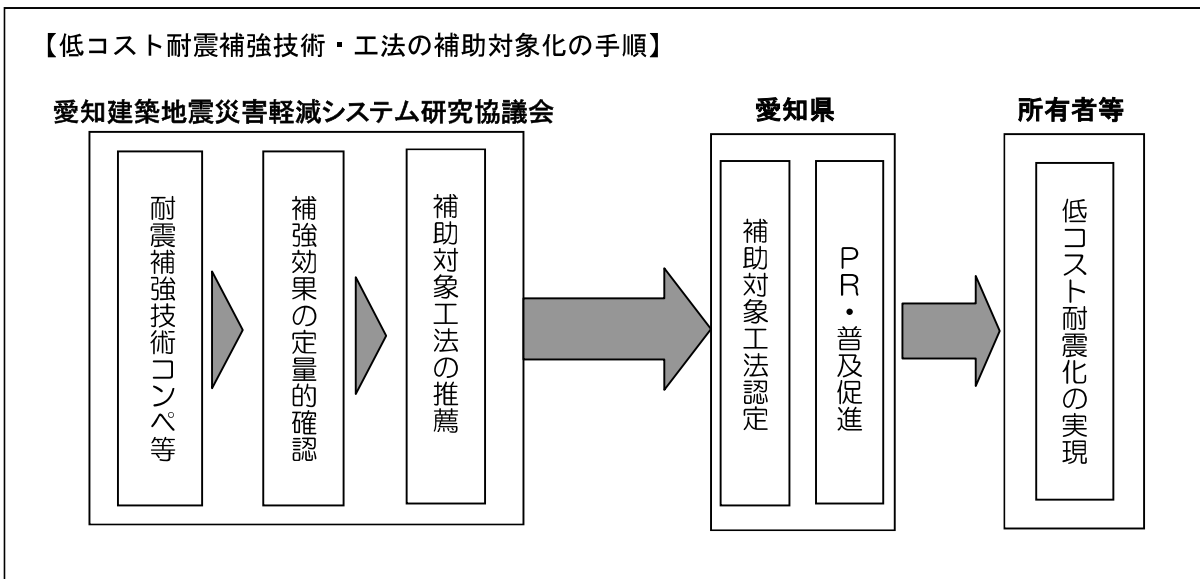 【低コスト耐震補強技術・工法の補助対象化の手順】
愛知建築地震災害軽減システム研究協議会
耐震補強技術コンペ等
補強効果の定量的確認
補助対象工法の推薦
愛知県
補助対象工法認定
ＰＲ・普及促進
所有者等
低コスト耐震化の実現